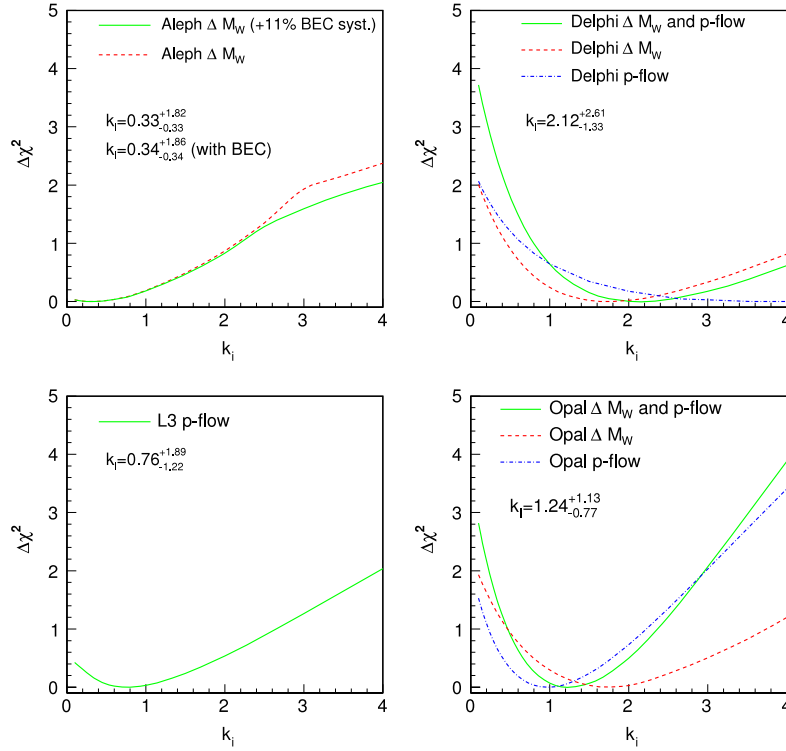 Aleph Δ M_W (+11% BEC syst.)
Aleph Δ M_W
k_I=0.33^{+1.82}_{-0.33}
k_I=0.34^{+1.86}_{-0.34} (with BEC)
Δχ²
5
4
3
2
1
0
0 1 2 3 4
k_i
Delphi Δ M_W and p-flow
Delphi Δ M_W
Delphi p-flow
k_I=2.12^{+2.61}_{-1.33}
Δχ²
5
4
3
2
1
0
0 1 2 3 4
k_i
L3 p-flow
k_I=0.76^{+1.89}_{-1.22}
Δχ²
5
4
3
2
1
0
0 1 2 3 4
k_i
Opal Δ M_W and p-flow
Opal Δ M_W
Opal p-flow
k_I=1.24^{+1.13}_{-0.77}
Δχ²
5
4
3
2
1
0
0 1 2 3 4
k_i